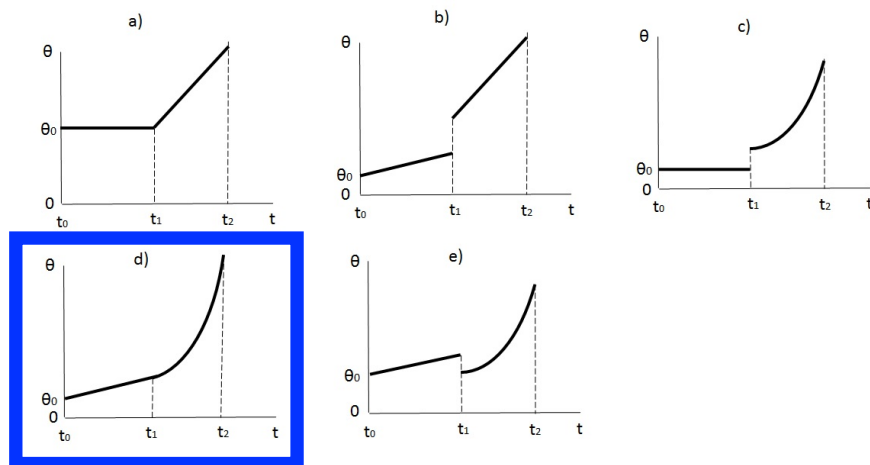 a)
θ
θ₀
0
t₀ t₁ t₂ t
b)
θ
θ₀
0
t₀ t₁ t₂ t
c)
θ
θ₀
0
t₀ t₁ t₂ t
d)
θ
θ₀
0
t₀ t₁ t₂ t
e)
θ
θ₀
0
t₀ t₁ t₂ t